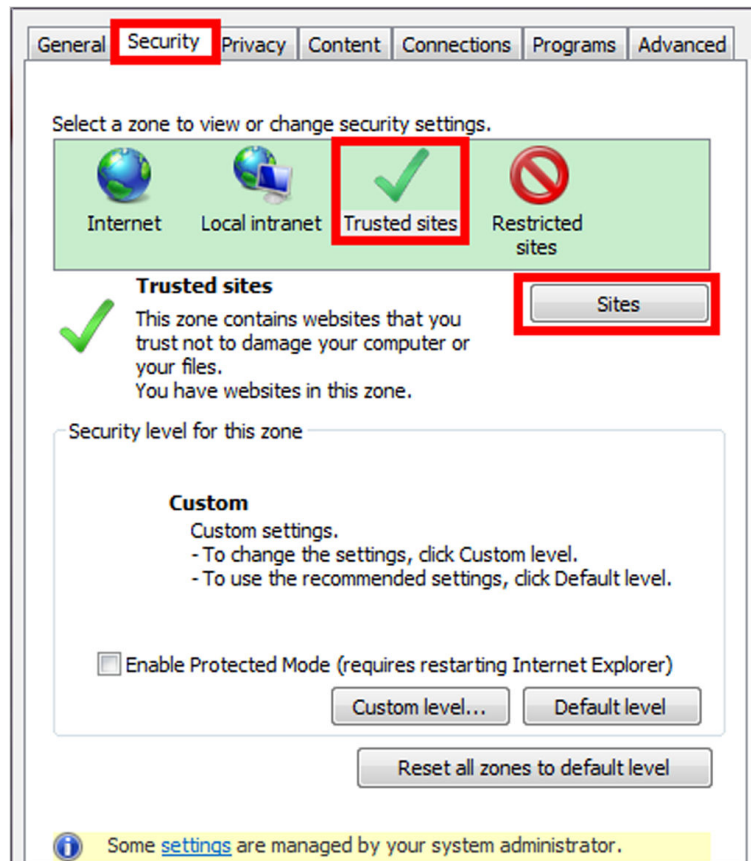 General Security Privacy Content Connections Programs Advanced
Select a zone to view or change security settings.
Internet Local intranet Trusted sites Restricted
sites
Trusted sites
Sites
This zone contains websites that you
trust not to damage your computer or
your files.
You have websites in this zone.
Security level for this zone
Custom
Custom settings.
- To change the settings, click Custom level.
- To use the recommended settings, click Default level.
Enable Protected Mode (requires restarting Internet Explorer)
Custom level... Default level
Reset all zones to default level
Some settings are managed by your system administrator.